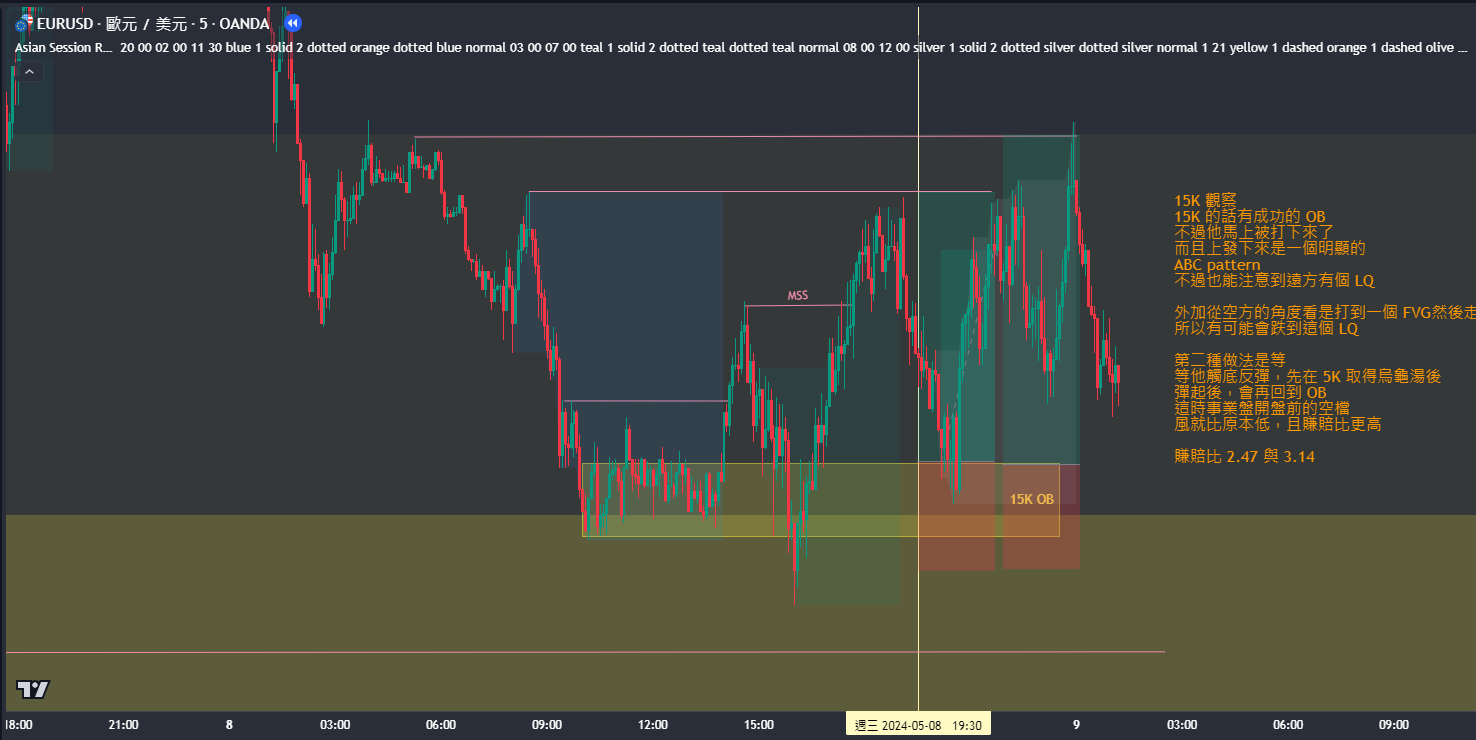 EURUSD · 歐元 / 美元 · 5 · OANDA
Asian Session R... 20 00 02 00 11 30 blue 1 solid 2 dotted orange dotted blue normal 03 00 07 00 teal 1 solid 2 dotted teal dotted teal normal 08 00 12 00 silver 1 solid 2 dotted silver dotted silver normal 1 21 yellow 1 dashed orange 1 dashed olive ...
MSS
15K OB
15K 觀察
15K 的話有成功的 OB
不過他馬上被打下來了
而且上發下來是一個明顯的
ABC pattern
不過也能注意到遠方有個 LQ
外加從空方的角度看是打到一個 FVG然後走
所以有可能會跌到這個 LQ
第二種做法是等
等他觸底反彈，先在 5K 取得烏龜湯後
彈起後，會再回到 OB
這時事業盤開盤前的空檔
風就比原本低，且賺賠比更高
賺賠比 2.47 與 3.14
18:00 21:00 8 03:00 06:00 09:00 12:00 15:00 週三 2024-05-08 19:30 9 03:00 06:00 09:00